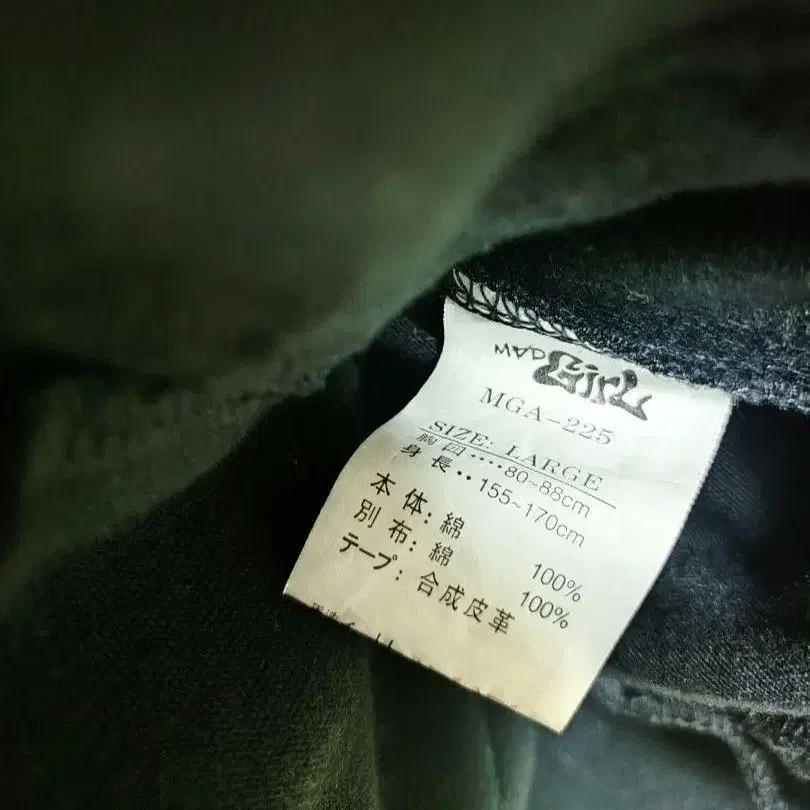 MAD GirL
MGA-225
SIZE: LARGE
胸囲････80~88cm
身長･･155~170cm
本体:綿 100%
別布:綿 100%
テープ:合成皮革